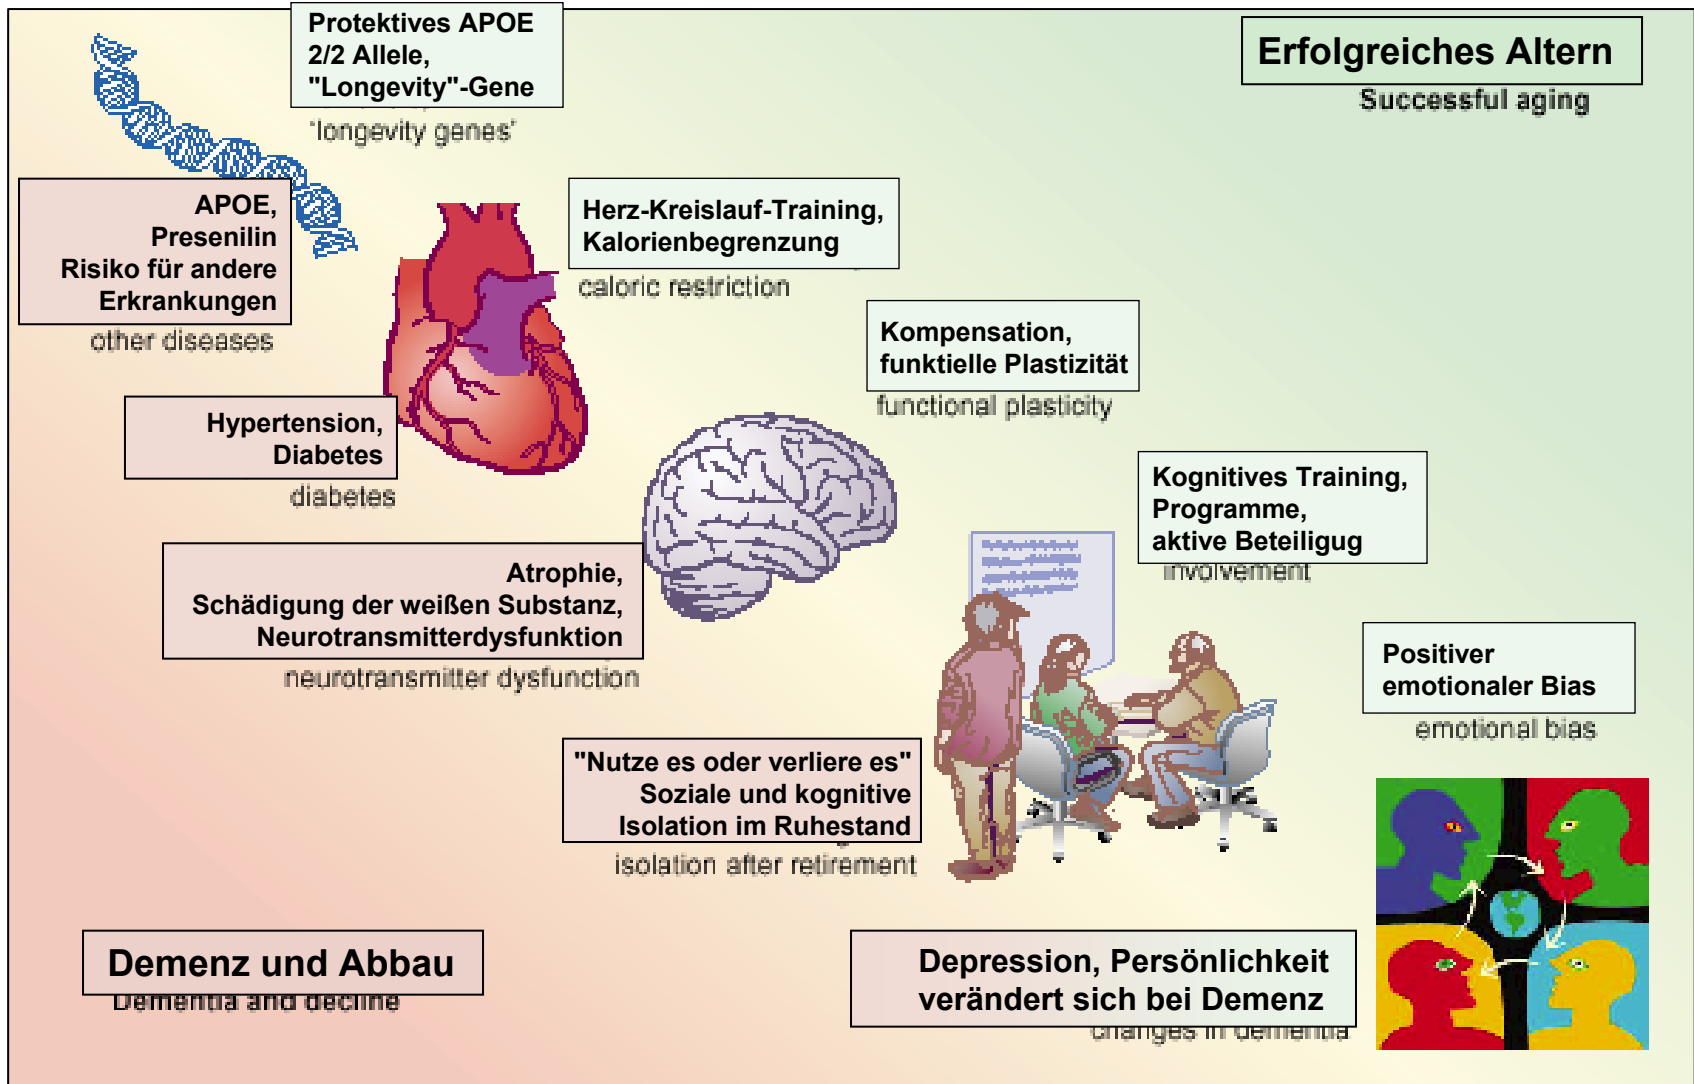 Protektives APOE
2/2 Allele,
"Longevity"-Gene
'longevity genes'
Erfolgreiches Altern
Successful aging
APOE,
Presenilin
Risiko für andere
Erkrankungen
other diseases
Herz-Kreislauf-Training,
Kalorienbegrenzung
caloric restriction
Kompensation,
funktielle Plastizität
functional plasticity
Hypertension,
Diabetes
diabetes
Kognitives Training,
Programme,
aktive Beteiligug
involvement
Atrophie,
Schädigung der weißen Substanz,
Neurotransmitterdysfunktion
neurotransmitter dysfunction
Positiver
emotionaler Bias
emotional bias
"Nutze es oder verliere es"
Soziale und kognitive
Isolation im Ruhestand
isolation after retirement
Demenz und Abbau
Dementia and decline
Depression, Persönlichkeit
verändert sich bei Demenz
changes in dementia